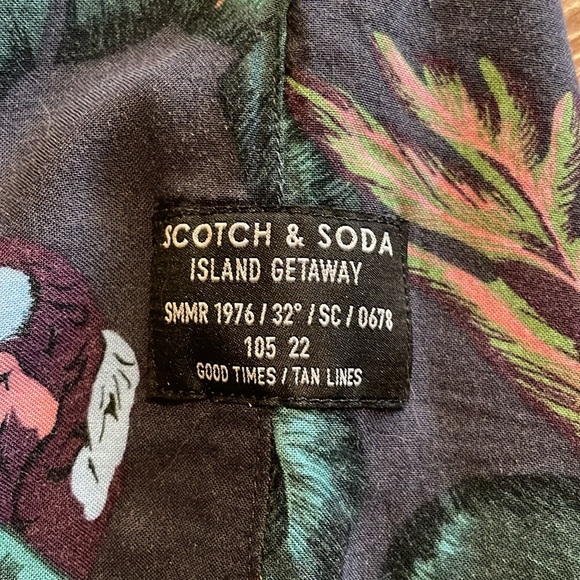 SCOTCH & SODA
ISLAND GETAWAY
SMMR 1976 / 32° / SC / 0678
105 22
GOOD TIMES / TAN LINES